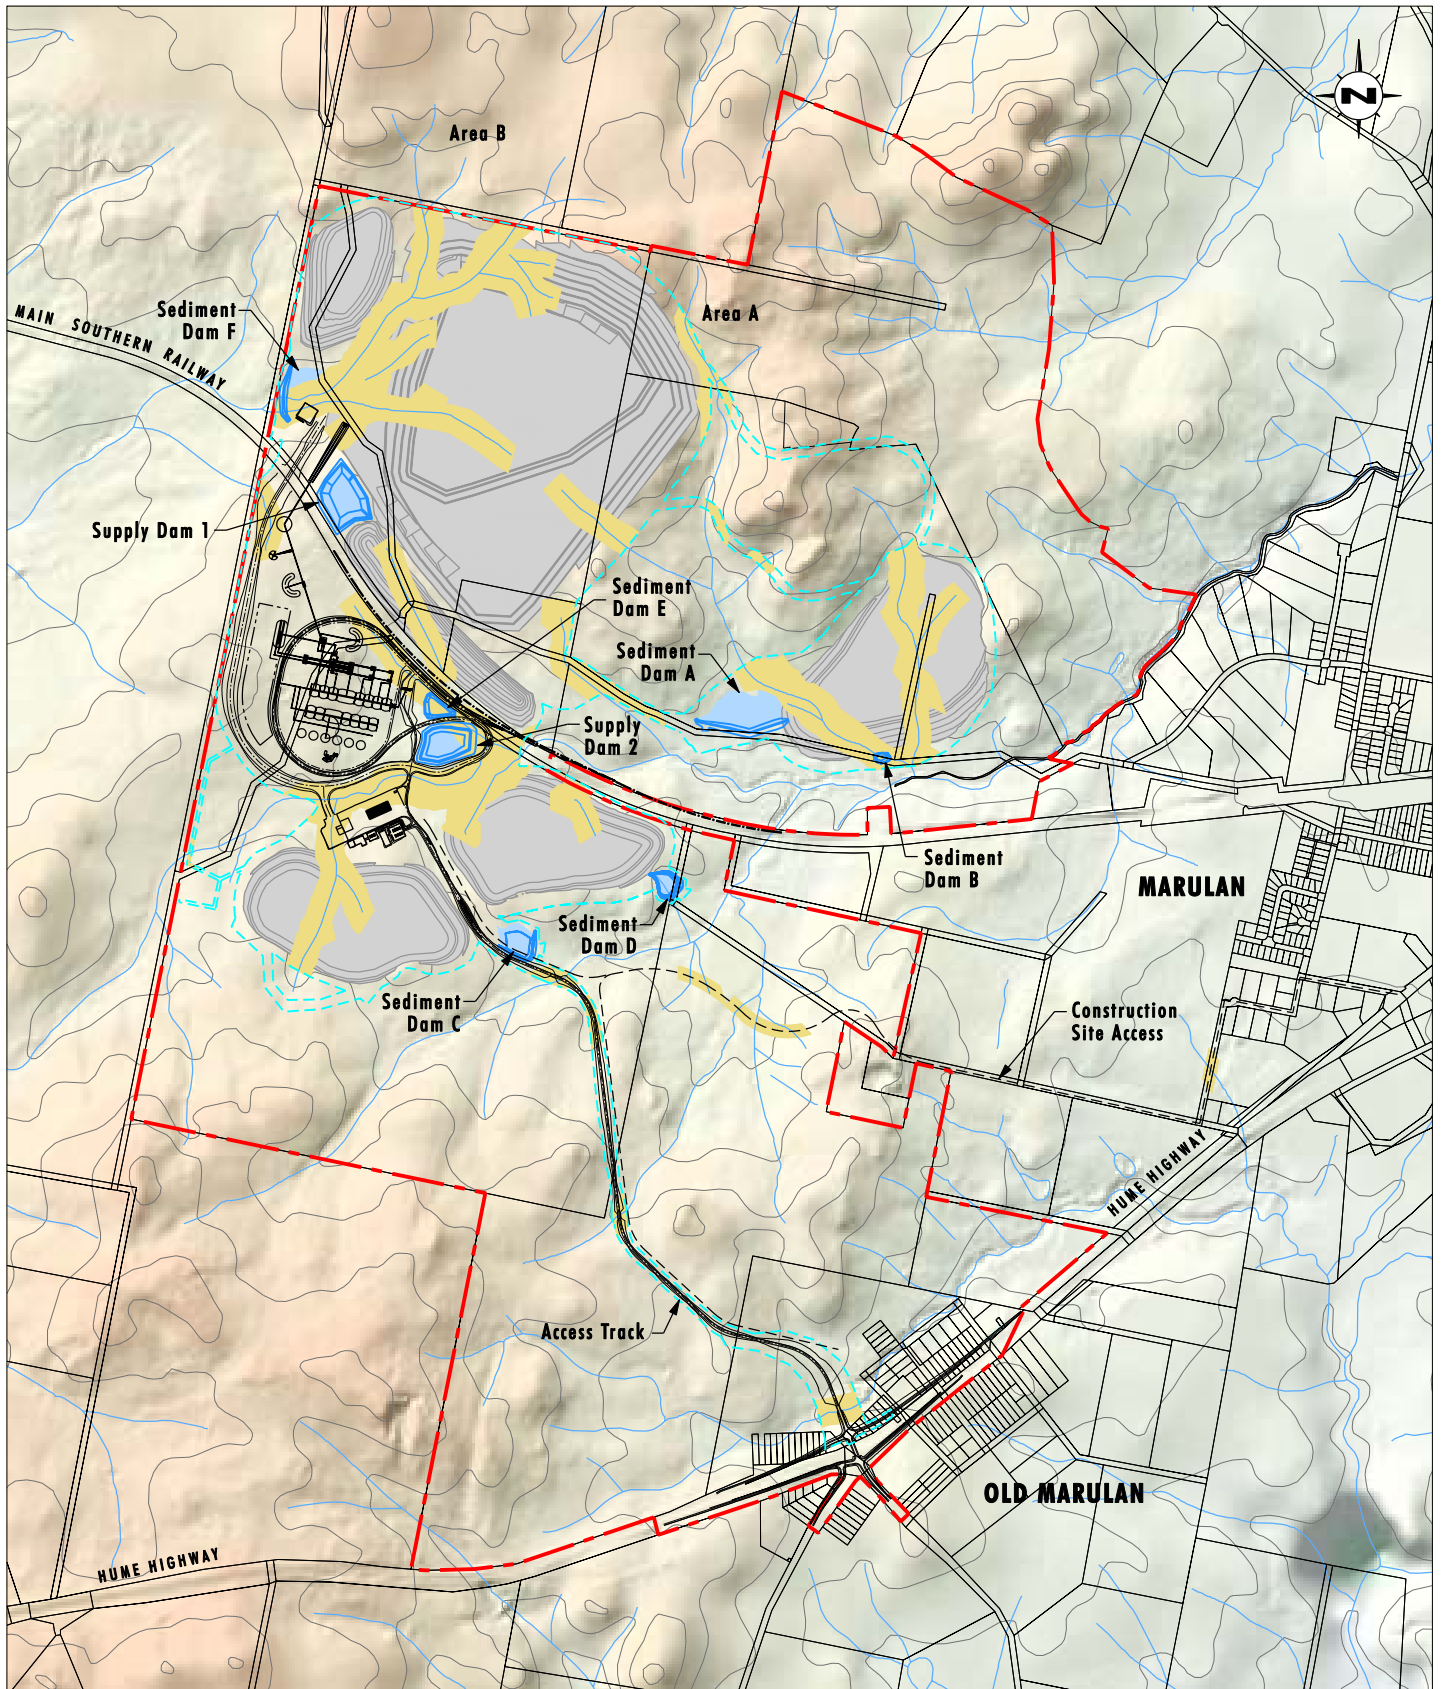 N
Area B
Area A
Sediment
Dam F
MAIN SOUTHERN RAILWAY
Supply Dam 1
Sediment
Dam E
Sediment
Dam A
Supply
Dam 2
Sediment
Dam B
MARULAN
Sediment
Dam D
Sediment
Dam C
Construction
Site Access
HUME HIGHWAY
Access Track
OLD MARULAN
HUME HIGHWAY